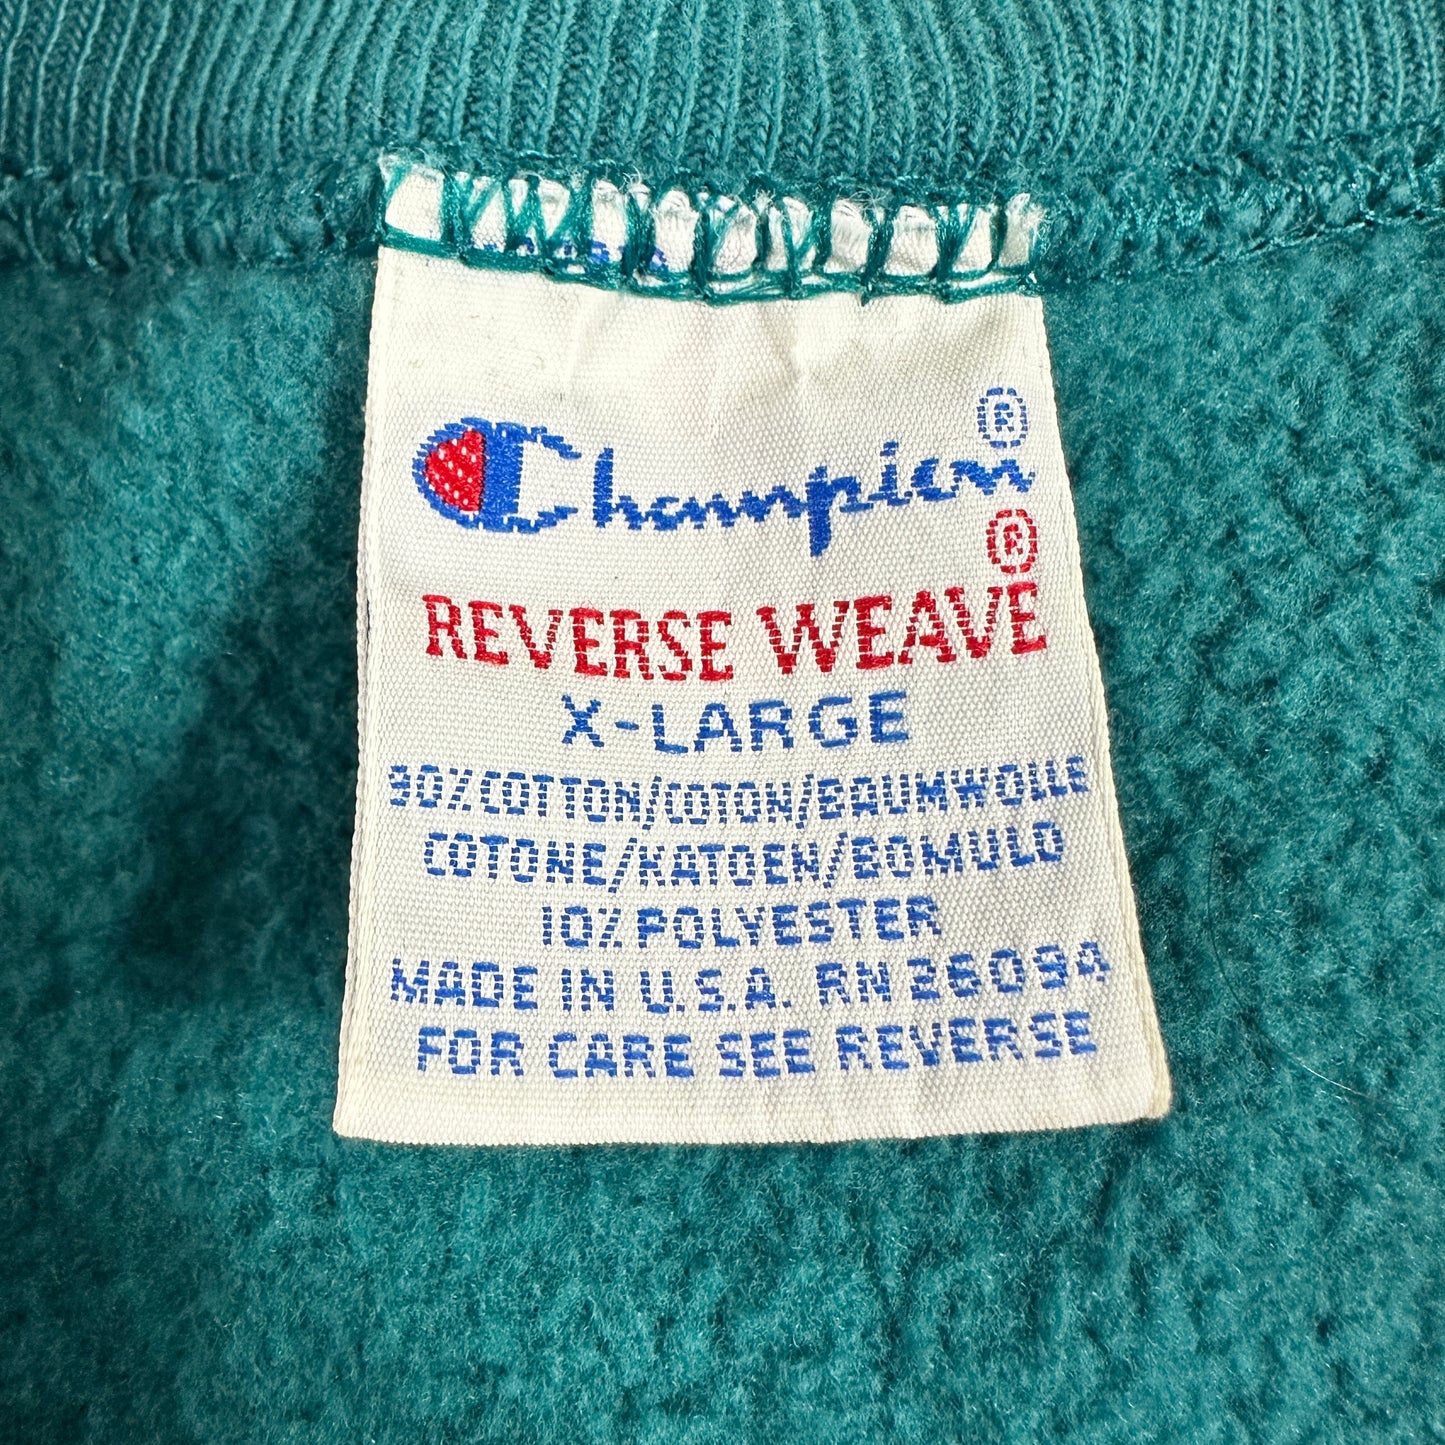 Champion®
REVERSE WEAVE®
X-LARGE
90% COTTON/COTON/BAUMWOLLE
COTONE/KATOEN/BOMULD
10% POLYESTER
MADE IN U.S.A. RN 26094
FOR CARE SEE REVERSE